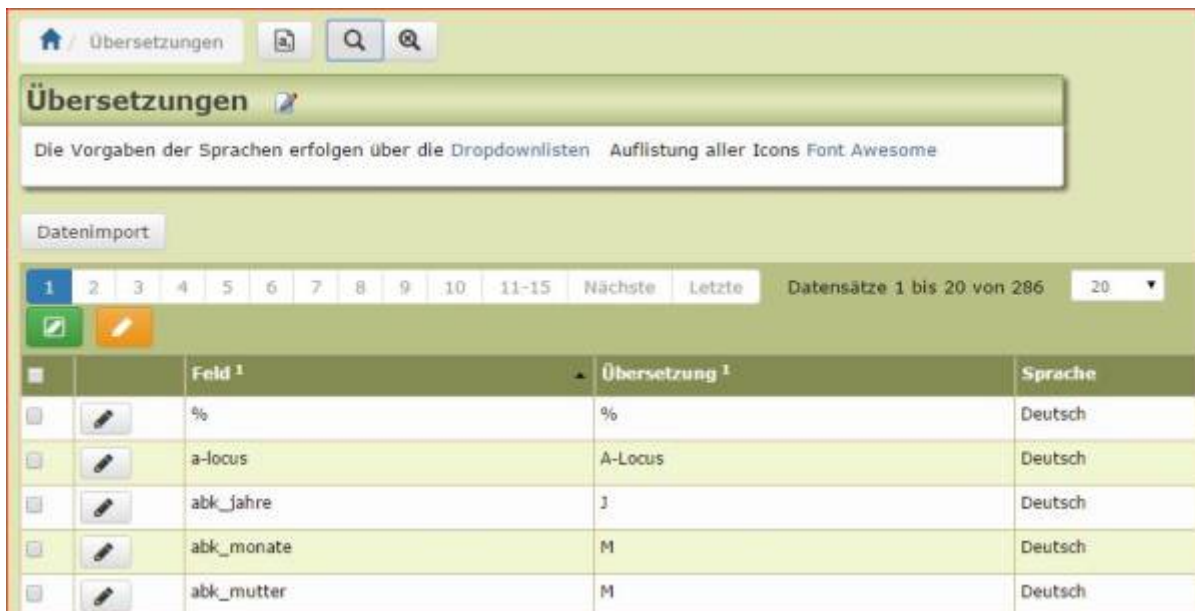 / Übersetzungen
Übersetzungen
Die Vorgaben der Sprachen erfolgen über die Dropdownlisten Auflistung aller Icons Font Awesome
Datenimport
1 2 3 4 5 6 7 8 9 10 11-15 Nächste Letzte Datensätze 1 bis 20 von 286 20
Feld 1 Übersetzung 1 Sprache
% % Deutsch
a-locus A-Locus Deutsch
abk_jahre J Deutsch
abk_monate M Deutsch
abk_mutter M Deutsch